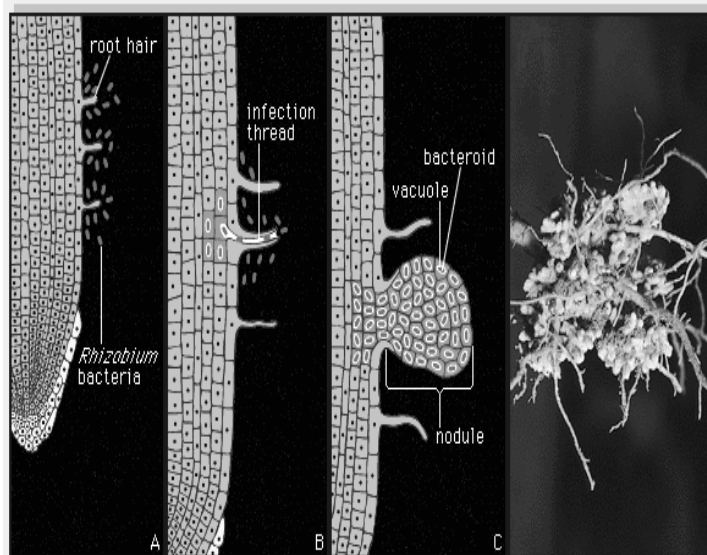 root hair
Rhizobium
bacteria
A
infection
thread
B
bacteroid
vacuole
nodule
C